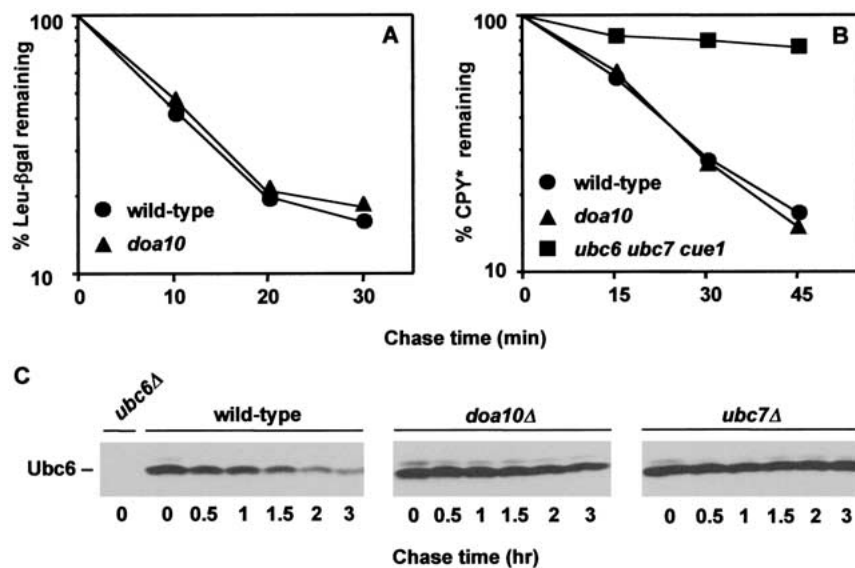 100
A
% Leu-βgal remaining
wild-type
doa10
10
0 10 20 30
100
B
% CPY* remaining
wild-type
doa10
ubc6 ubc7 cue1
10
0 15 30 45
Chase time (min)
C
ubc6Δ wild-type doa10Δ ubc7Δ
Ubc6 –
0 0 0.5 1 1.5 2 3 0 0.5 1 1.5 2 3 0 0.5 1 1.5 2 3
Chase time (hr)